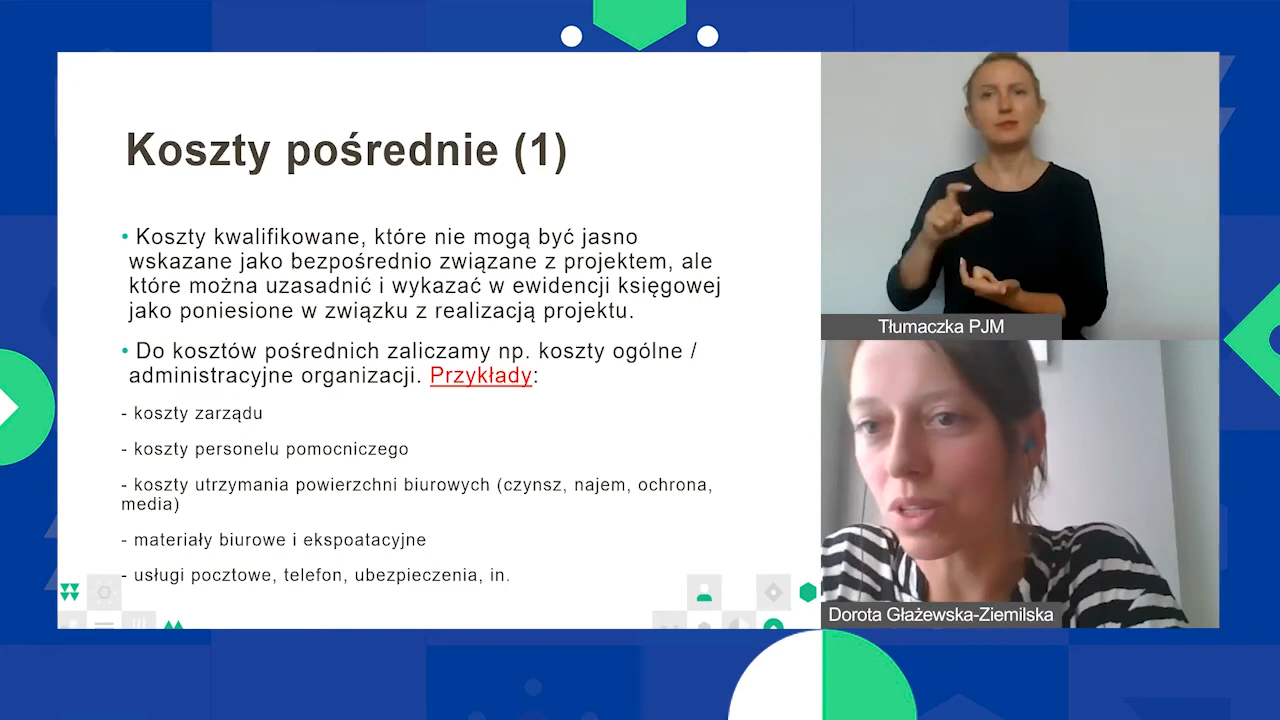 Koszty pośrednie (1)
• Koszty kwalifikowane, które nie mogą być jasno
wskazane jako bezpośrednio związane z projektem, ale
które można uzasadnić i wykazać w ewidencji księgowej
jako poniesione w związku z realizacją projektu.
• Do kosztów pośrednich zaliczamy np. koszty ogólne /
administracyjne organizacji. Przykłady:
- koszty zarządu
- koszty personelu pomocniczego
- koszty utrzymania powierzchni biurowych (czynsz, najem, ochrona,
media)
- materiały biurowe i ekspoatacyjne
- usługi pocztowe, telefon, ubezpieczenia, in.
Tłumaczka PJM
Dorota Głażewska-Ziemilska